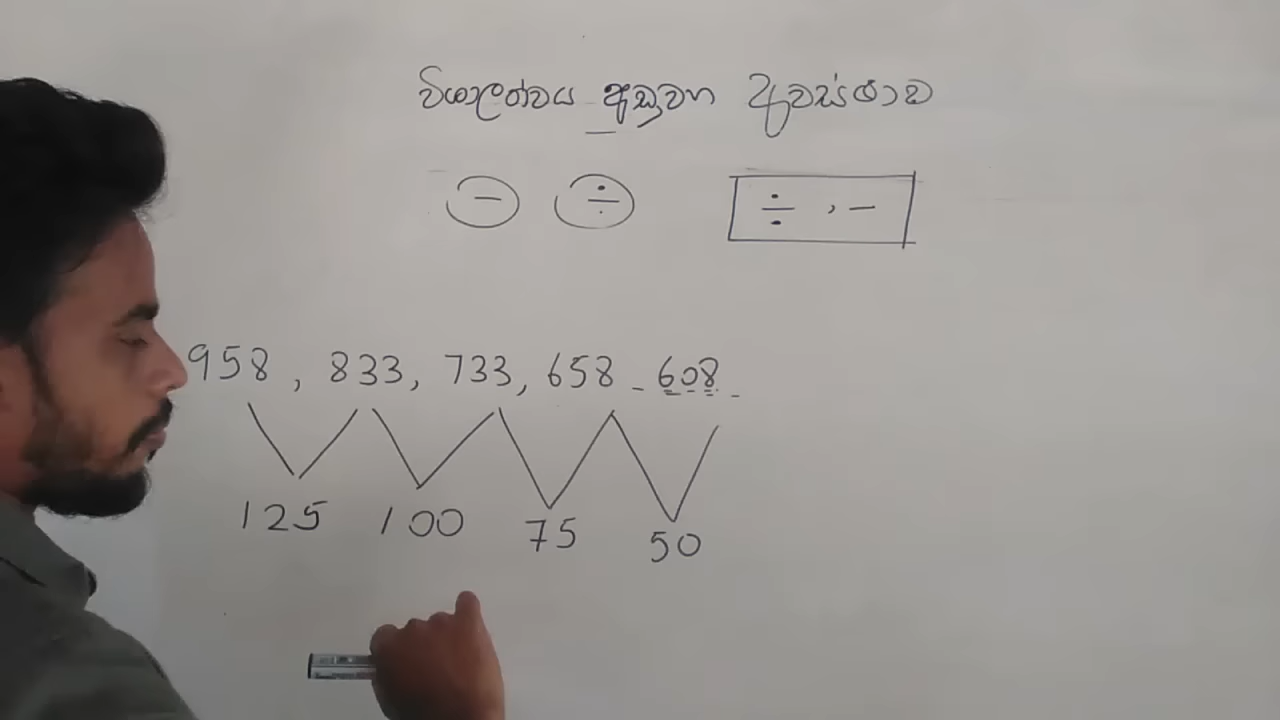 විශාලත්වය අඩුවන අවස්ථාව
- ÷ ÷ , -
958 , 833, 733, 658 - 608 -
125 100 75 50